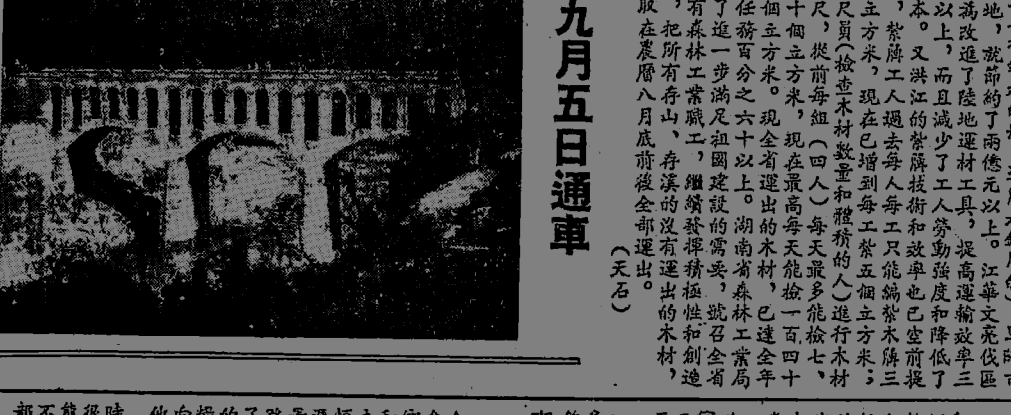 地，就節約了兩億元以上。江華文亮伐區
爲改進了陸地運材工具，提高運輸效率三
以上，而且減少了工人勞動強度和降低了
本。又洪江的紮牌技術和效率也已空前提
，紮牌工人過去每人每工只能編紮木牌三
立方米，現在已增到每工紮五個立方米；
尺員（檢查木材數量和體積的人）進行木材
尺，從前每組（四人）每天最多能檢七、
十個立方米，現在最高每天能檢一百四十
個立方米。現全省運出的木材，已達全年
任務百分之六十以上。湖南省森林工業局
了進一步滿足祖國建設的需要，號召全省
有森林工業職工，繼續發揮積極性和創造
，把所有存山、存溪的沒有運出的木材，
取在農曆八月底前後全部運出。
（天石）
九月五日通車